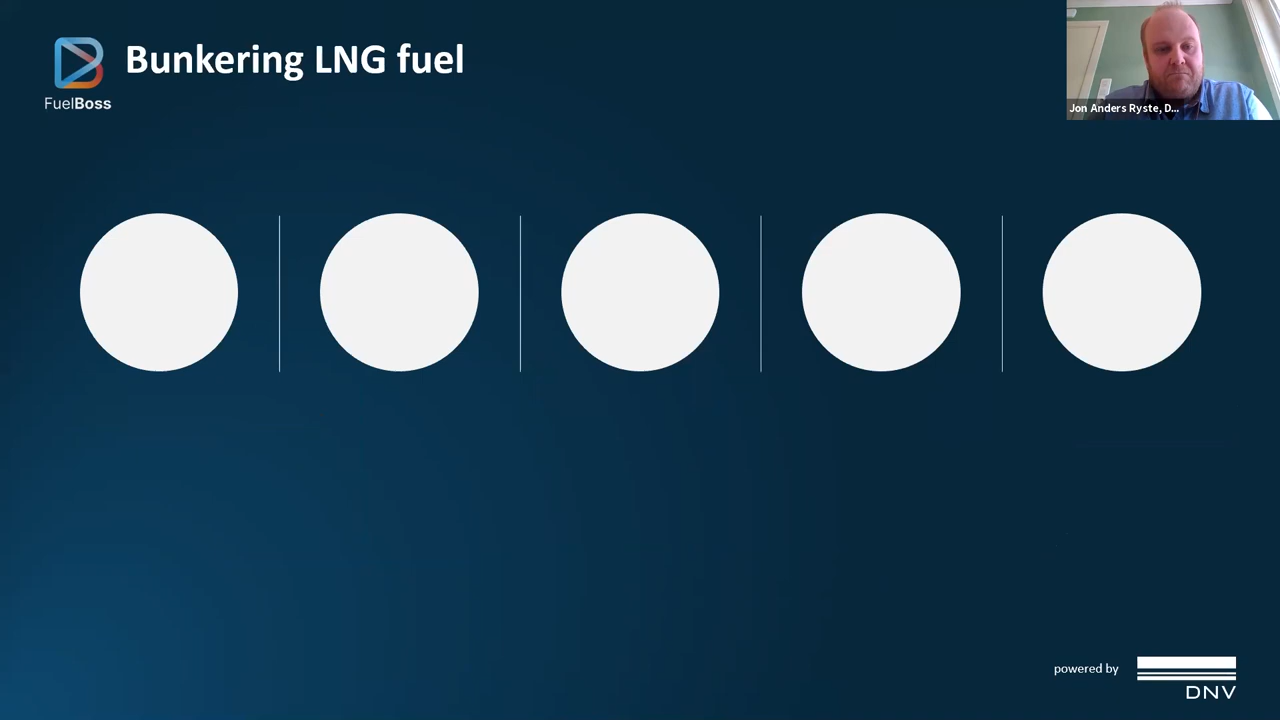 Bunkering LNG fuel
FuelBoss
Jon Anders Ryste, D...
powered by
DNV